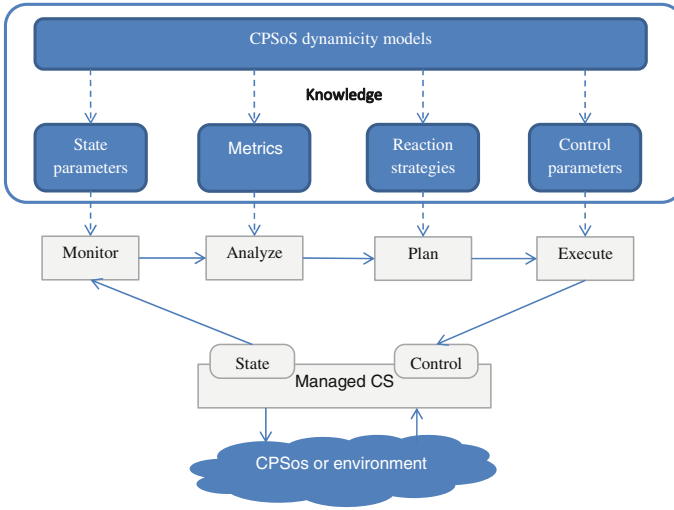 CPSoS dynamicity models
Knowledge
State
parameters
Metrics
Reaction
strategies
Control
parameters
Monitor
Analyze
Plan
Execute
State
Control
Managed CS
CPSos or environment